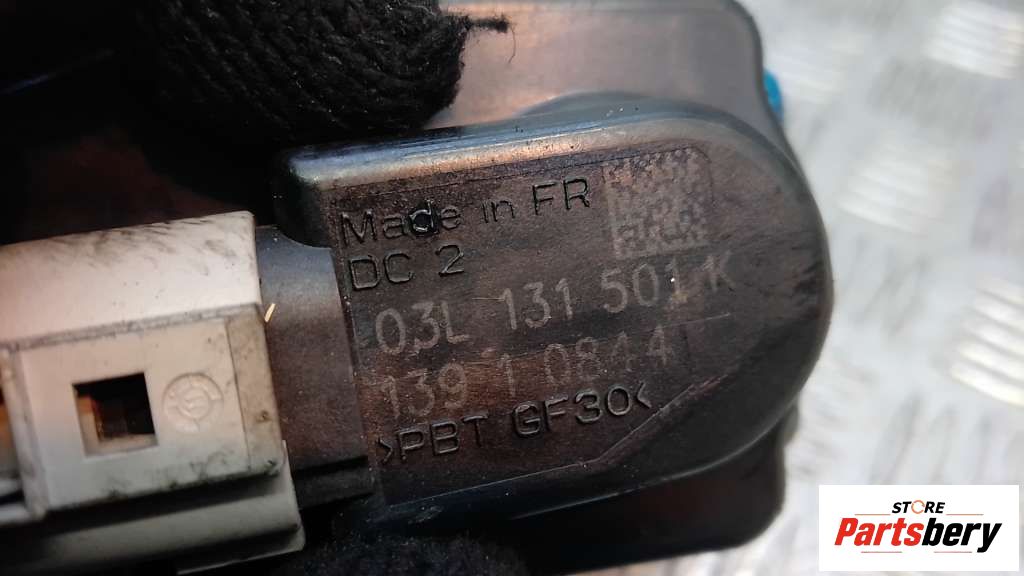 Made in FR
DC 2
03L 131 501 K
139 1 0844
>PBT GF30<
STORE
Partsbery